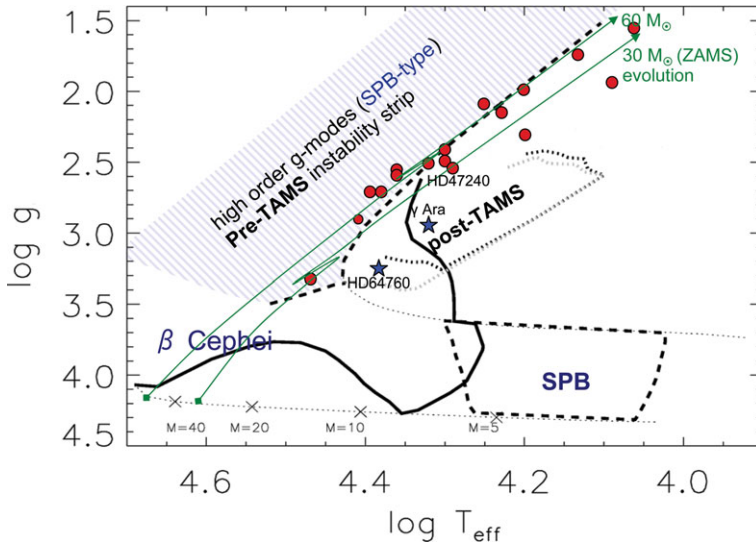 1.5
2.0
2.5
3.0
3.5
4.0
4.5
log g
60 M☉
30 M☉ (ZAMS)
evolution
high order g-modes (SPB-type)
Pre-TAMS instability strip
HD47240
γ Ara
post-TAMS
HD64760
β Cephei
SPB
M=40
M=20
M=10
M=5
4.6
4.4
4.2
4.0
log Teff